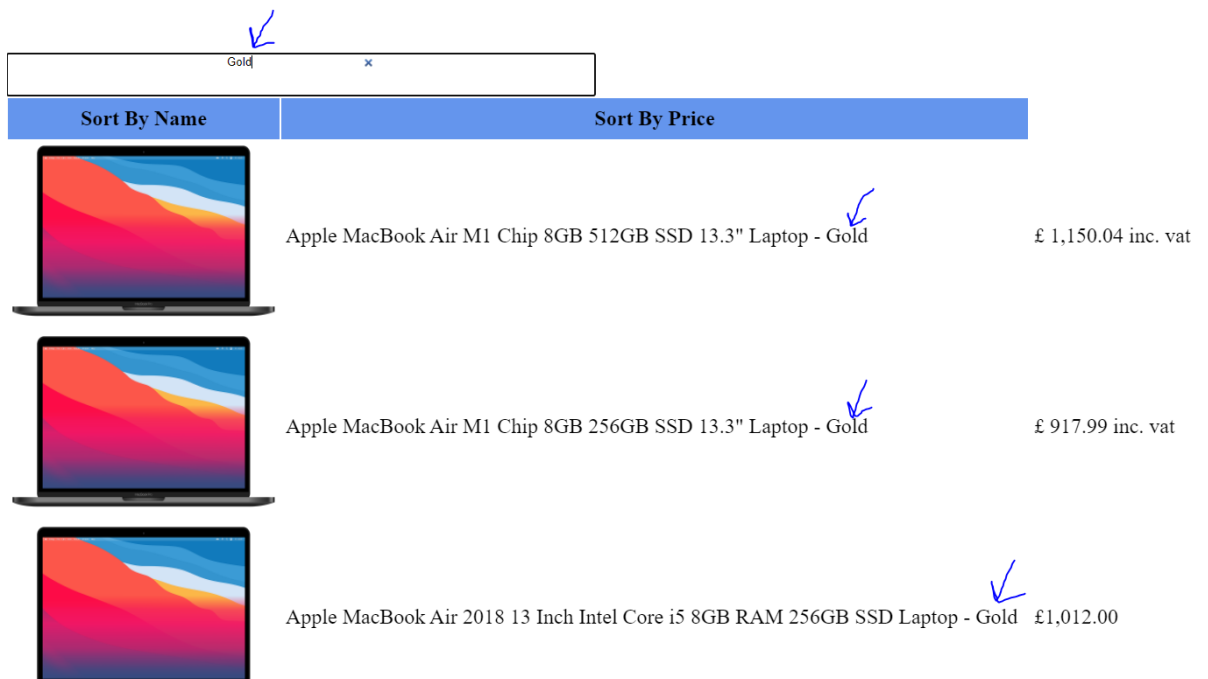 Gold
Sort By Name Sort By Price
Apple MacBook Air M1 Chip 8GB 512GB SSD 13.3" Laptop - Gold £ 1,150.04 inc. vat
Apple MacBook Air M1 Chip 8GB 256GB SSD 13.3" Laptop - Gold £ 917.99 inc. vat
Apple MacBook Air 2018 13 Inch Intel Core i5 8GB RAM 256GB SSD Laptop - Gold £1,012.00